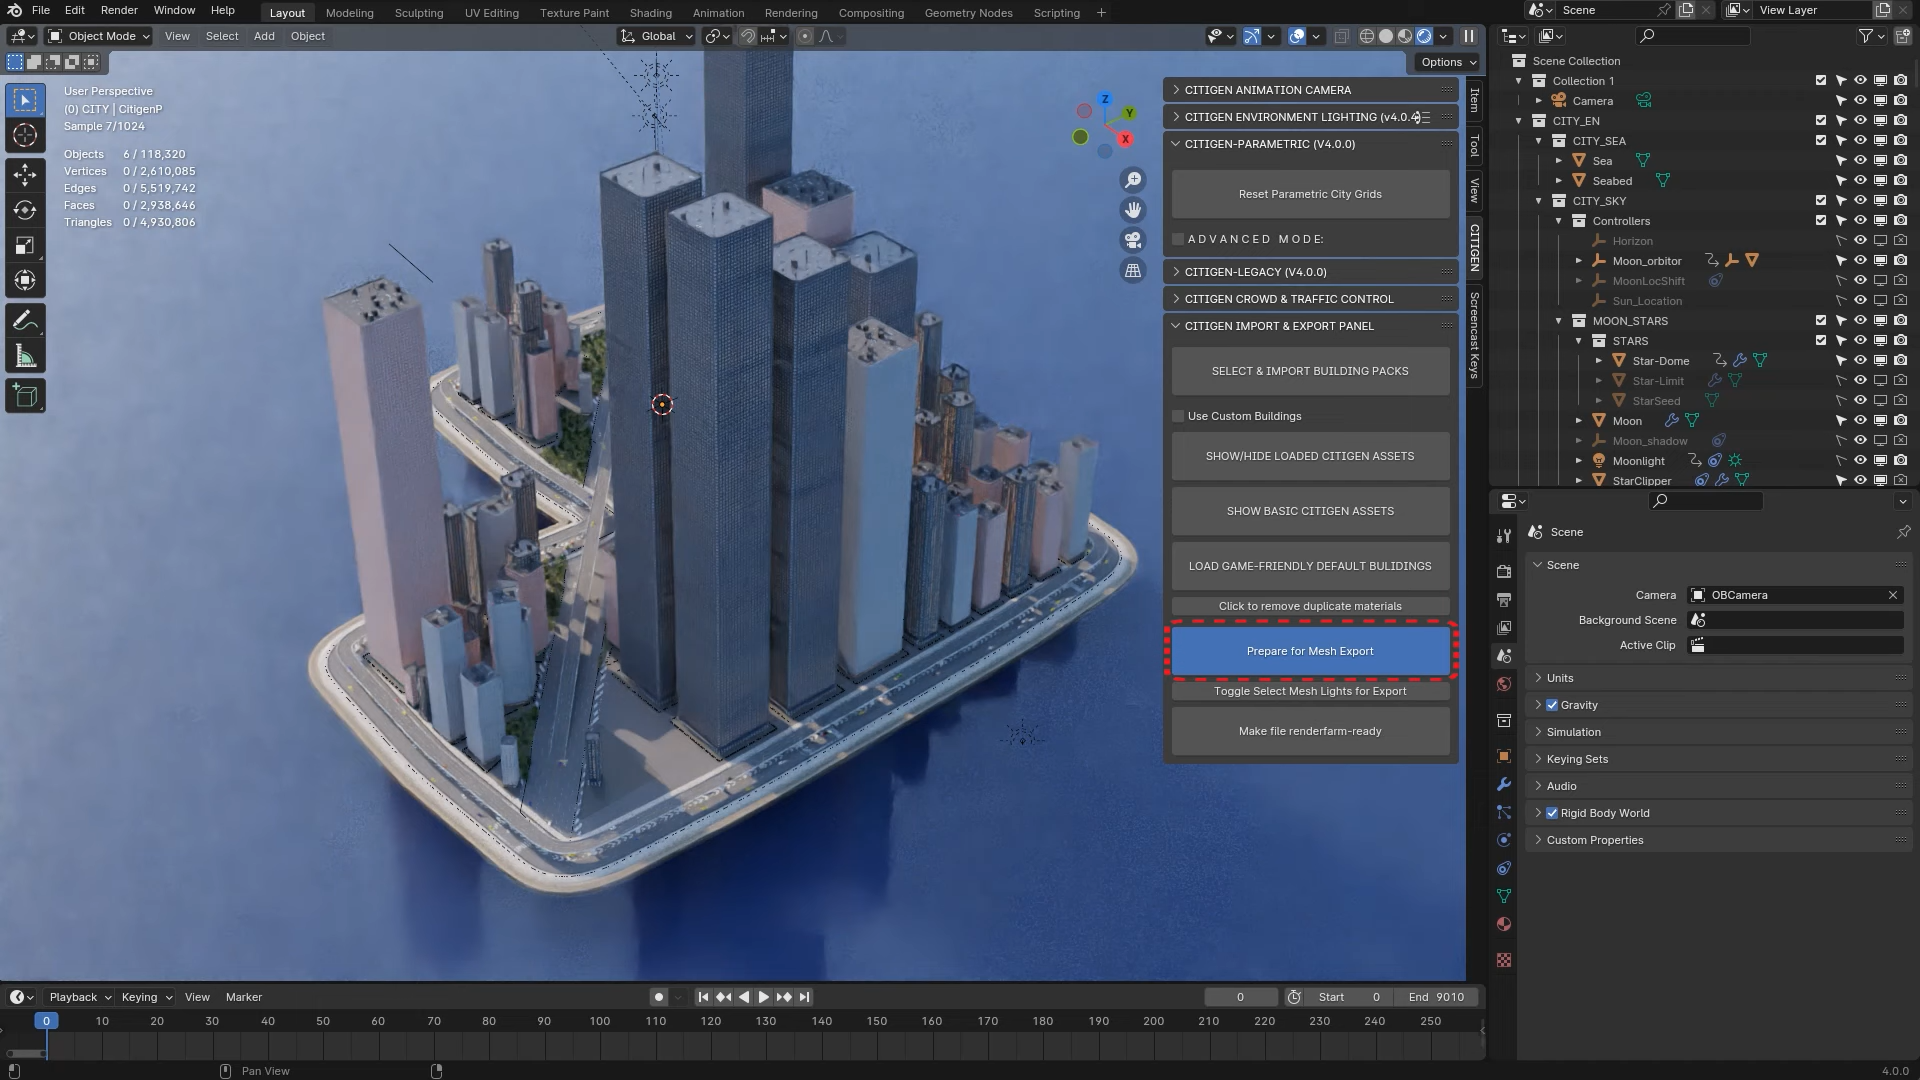 File Edit Render Window Help
Layout Modeling Sculpting UV Editing Texture Paint Shading Animation Rendering Compositing Geometry Nodes Scripting +
Scene View Layer
Object Mode View Select Add Object Global
Options
User Perspective
(0) CITY | CitigenP
Sample 7/1024
Objects 6 / 118,320
Vertices 0 / 2,610,085
Edges 0 / 5,519,742
Faces 0 / 2,938,646
Triangles 0 / 4,930,806
Z
Y
X
CITIGEN ANIMATION CAMERA
CITIGEN ENVIRONMENT LIGHTING (v4.0.4
CITIGEN-PARAMETRIC (V4.0.0)
Reset Parametric City Grids
A D V A N C E D M O D E:
CITIGEN-LEGACY (V4.0.0)
CITIGEN CROWD & TRAFFIC CONTROL
CITIGEN IMPORT & EXPORT PANEL
SELECT & IMPORT BUILDING PACKS
Use Custom Buildings
SHOW/HIDE LOADED CITIGEN ASSETS
SHOW BASIC CITIGEN ASSETS
LOAD GAME-FRIENDLY DEFAULT BULIDINGS
Click to remove duplicate materials
Prepare for Mesh Export
Toggle Select Mesh Lights for Export
Make file renderfarm-ready
Item
Tool
View
CITIGEN
Screencast Keys
Scene Collection
Collection 1
Camera
CITY_EN
CITY_SEA
Sea
Seabed
CITY_SKY
Controllers
Horizon
Moon_orbitor
MoonLocShift
Sun_Location
MOON_STARS
STARS
Star-Dome
Star-Limit
StarSeed
Moon
Moon_shadow
Moonlight
StarClipper
Scene
Scene
Camera OBCamera
Background Scene
Active Clip
Units
Gravity
Simulation
Keying Sets
Audio
Rigid Body World
Custom Properties
Playback Keying View Marker 0 Start 0 End 9010
0 10 20 30 40 50 60 70 80 90 100 110 120 130 140 150 160 170 180 190 200 210 220 230 240 250
Pan View 4.0.0